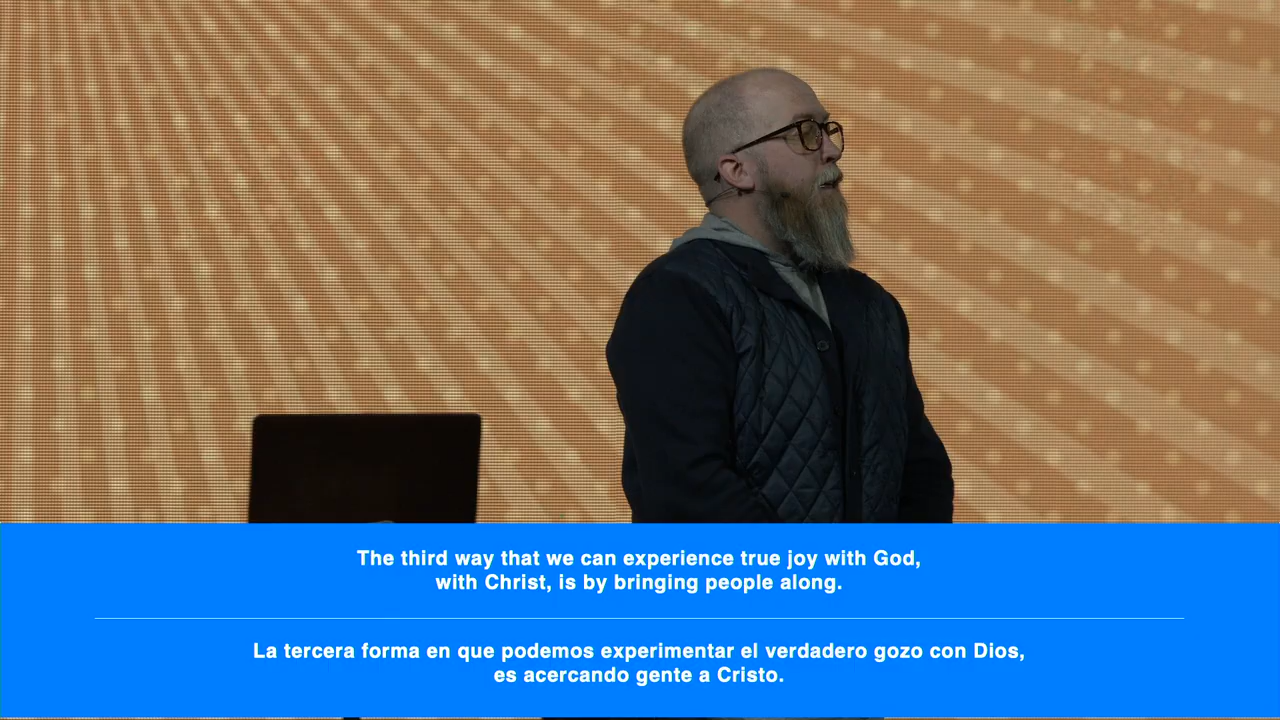 The third way that we can experience true joy with God,
with Christ, is by bringing people along.
La tercera forma en que podemos experimentar el verdadero gozo con Dios,
es acercando gente a Cristo.